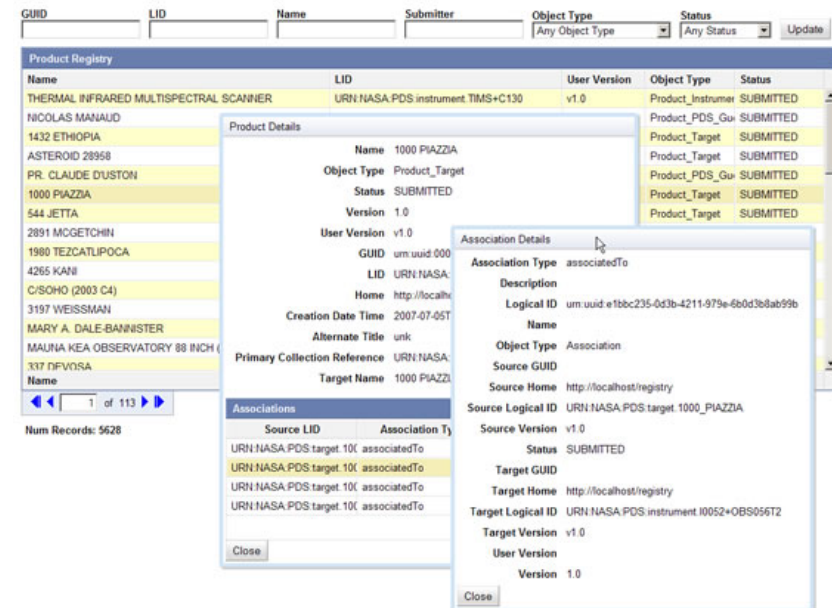 GUID LID Name Submitter Object Type Status
Any Object Type Any Status Update
Product Registry
Name LID User Version Object Type Status
THERMAL INFRARED MULTISPECTRAL SCANNER URN:NASA:PDS:instrument.TIMS+C130 v1.0 Product_Instrumen SUBMITTED
NICOLAS MANAUD Product_PDS_Gu SUBMITTED
1432 ETHIOPIA Product_Target SUBMITTED
ASTEROID 28958 Product_Target SUBMITTED
PR. CLAUDE D'USTON Product_PDS_Gu SUBMITTED
1000 PIAZZIA Product_Target SUBMITTED
544 JETTA Product_Target SUBMITTED
2891 MCGETCHIN
1980 TEZCATLIPOCA
4265 KANI
C/SOHO (2003 C4)
3197 WEISSMAN
MARY A. DALE-BANNISTER
MAUNA KEA OBSERVATORY 88 INCH (
337 DEVOSA
Name
1 of 113
Num Records: 5628
Product Details
Name 1000 PIAZZIA
Object Type Product_Target
Status SUBMITTED
Version 1.0
User Version v1.0
GUID urn:uuid:000
LID URN:NASA:
Home http://localh
Creation Date Time 2007-07-05T
Alternate Title unk
Primary Collection Reference URN:NASA:
Target Name 1000 PIAZZI
Associations
Source LID Association Ty
URN:NASA:PDS:target.10( associatedTo
URN:NASA:PDS:target.10( associatedTo
URN:NASA:PDS:target.10( associatedTo
URN:NASA:PDS:target.10( associatedTo
Close
Association Details
Association Type associatedTo
Description
Logical ID urn:uuid:e1bbc235-0d3b-4211-979e-6b0d3b8ab99b
Name
Object Type Association
Source GUID
Source Home http://localhost/registry
Source Logical ID URN:NASA:PDS:target.1000_PIAZZIA
Source Version v1.0
Status SUBMITTED
Target GUID
Target Home http://localhost/registry
Target Logical ID URN:NASA:PDS:instrument.I0052+OBS056T2
Target Version v1.0
User Version
Version 1.0
Close